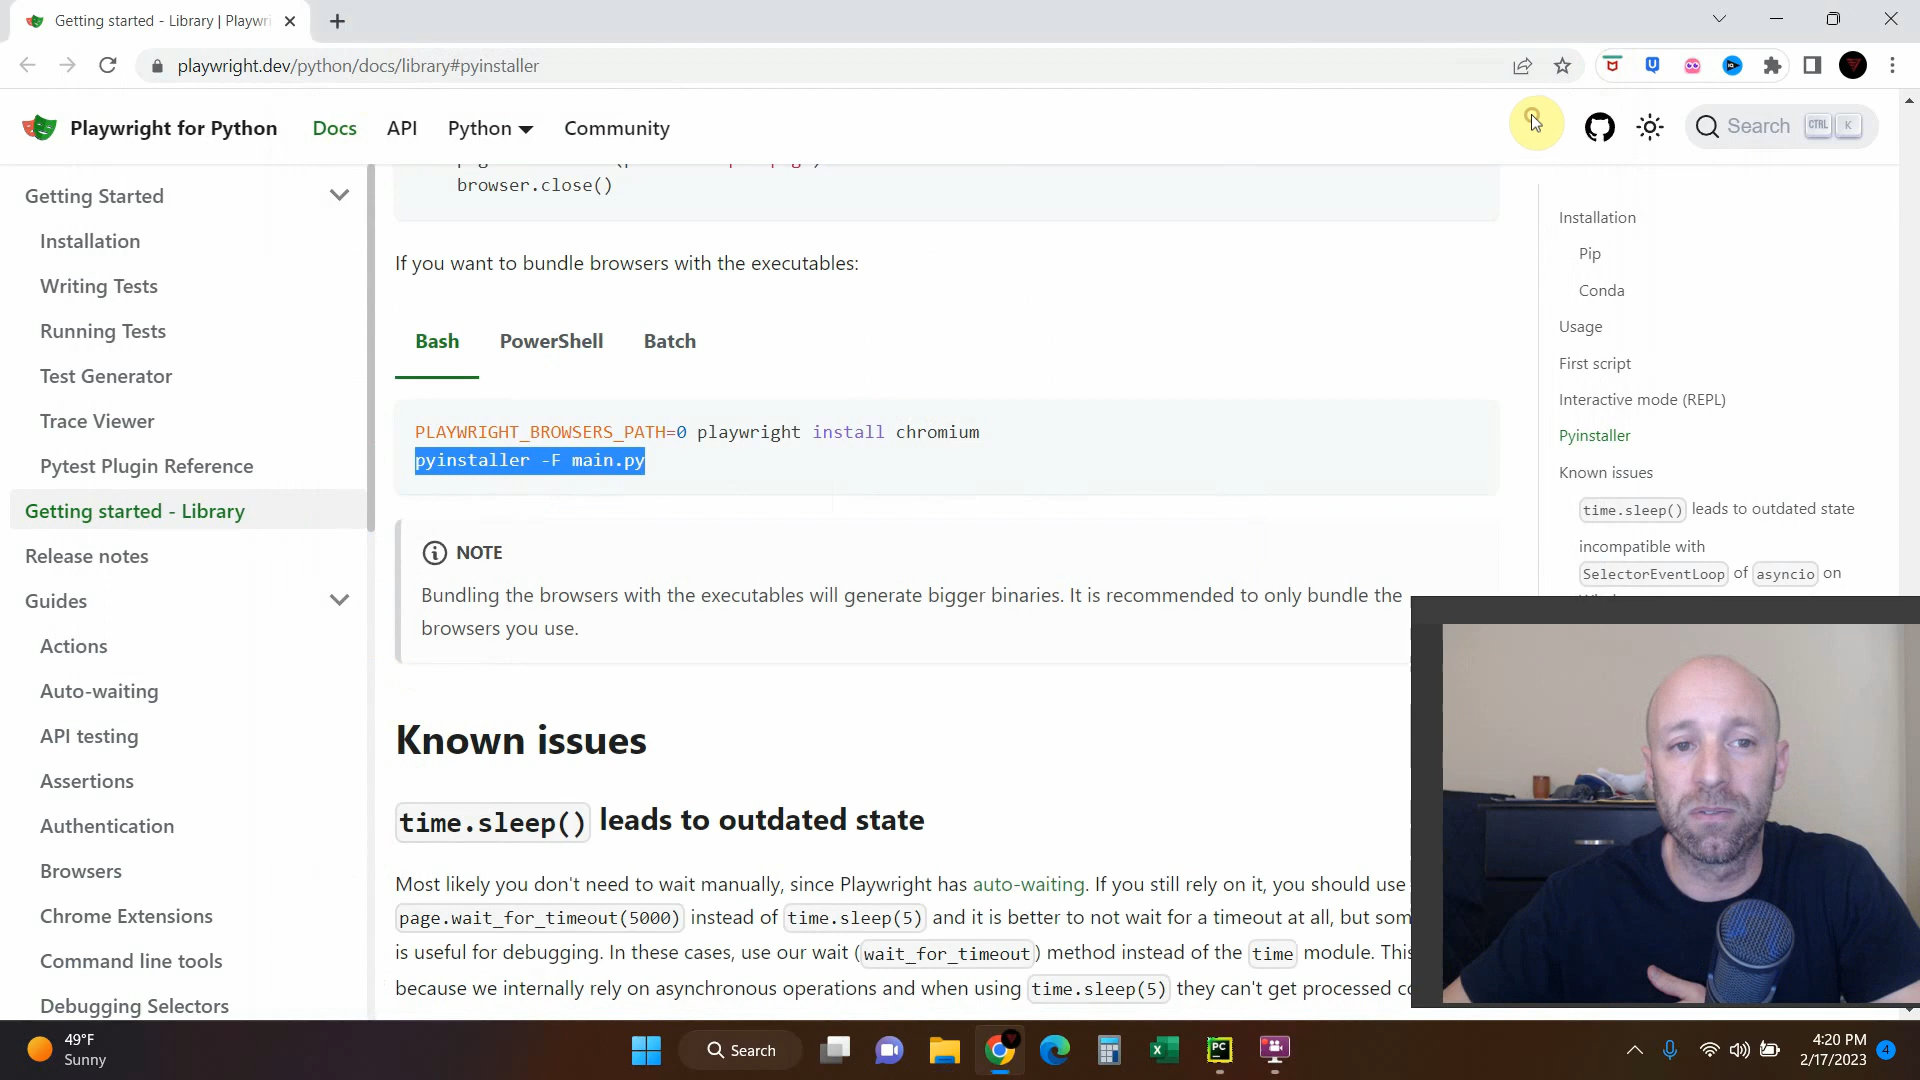 Getting started - Library | Playwri
playwright.dev/python/docs/library#pyinstaller
Playwright for Python
Docs
API
Python
Community
Search
CTRL
K
Getting Started
Installation
Writing Tests
Running Tests
Test Generator
Trace Viewer
Pytest Plugin Reference
Getting started - Library
Release notes
Guides
Actions
Auto-waiting
API testing
Assertions
Authentication
Browsers
Chrome Extensions
Command line tools
Debugging Selectors
browser.close()
If you want to bundle browsers with the executables:
Bash PowerShell Batch
PLAYWRIGHT_BROWSERS_PATH=0 playwright install chromium
pyinstaller -F main.py
NOTE
Bundling the browsers with the executables will generate bigger binaries. It is recommended to only bundle the
browsers you use.
Known issues
time.sleep() leads to outdated state
Most likely you don't need to wait manually, since Playwright has auto-waiting. If you still rely on it, you should use
page.wait_for_timeout(5000) instead of time.sleep(5) and it is better to not wait for a timeout at all, but som
is useful for debugging. In these cases, use our wait (wait_for_timeout) method instead of the time module. This
because we internally rely on asynchronous operations and when using time.sleep(5) they can't get processed co
Installation
Pip
Conda
Usage
First script
Interactive mode (REPL)
Pyinstaller
Known issues
time.sleep() leads to outdated state
incompatible with
SelectorEventLoop of asyncio on
49°F
Sunny
Search
PC
4:20 PM
2/17/2023
4